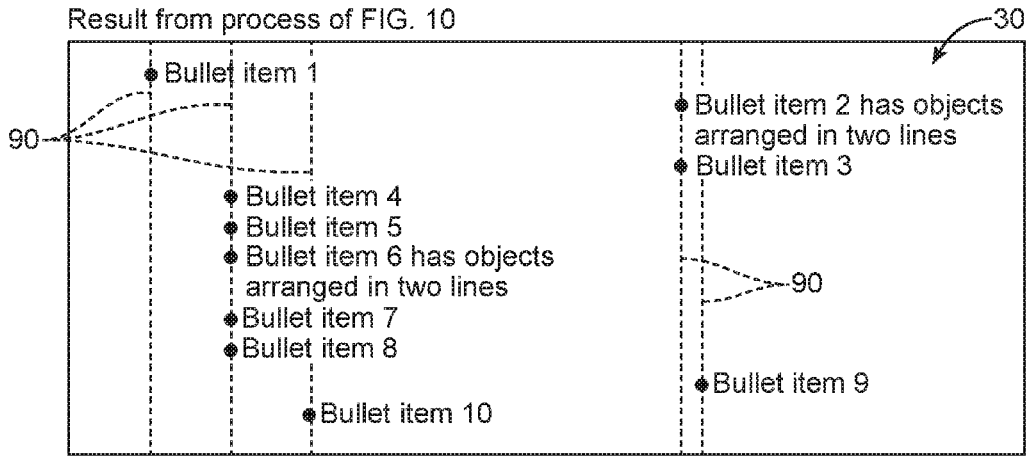 Result from process of FIG. 10
30
● Bullet item 1
● Bullet item 2 has objects
arranged in two lines
90
● Bullet item 3
● Bullet item 4
● Bullet item 5
● Bullet item 6 has objects
arranged in two lines
90
● Bullet item 7
● Bullet item 8
● Bullet item 9
● Bullet item 10